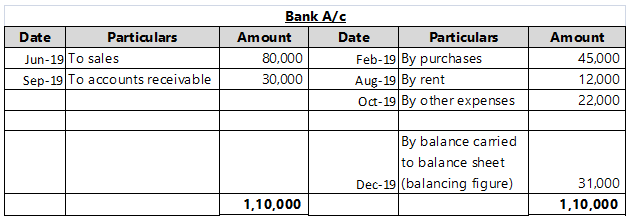 Bank A/c
Date Particulars Amount Date Particulars Amount
Jun-19 To sales 80,000 Feb-19 By purchases 45,000
Sep-19 To accounts receivable 30,000 Aug-19 By rent 12,000
Oct-19 By other expenses 22,000
By balance carried
to balance sheet
Dec-19 (balancing figure) 31,000
1,10,000 1,10,000